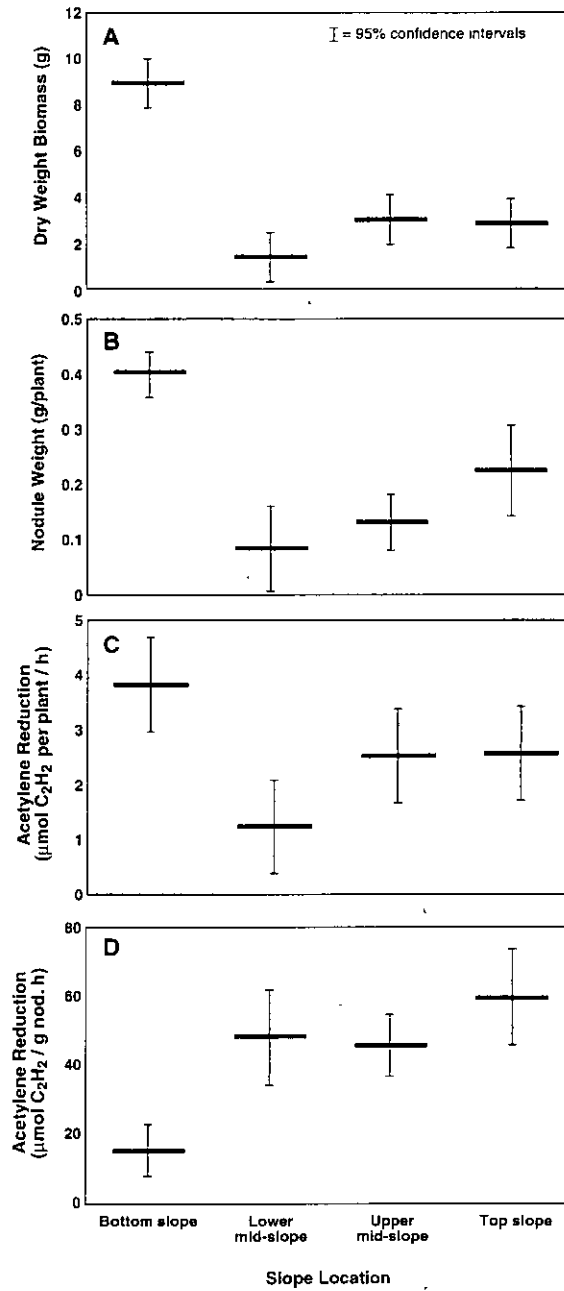 A
I = 95% confidence intervals
Dry Weight Biomass (g)
12
10
8
6
4
2
0
B
Nodule Weight (g/plant)
0.5
0.4
0.3
0.2
0.1
0
C
Acetylene Reduction
(μmol C₂H₂ per plant / h)
5
4
3
2
1
0
D
Acetylene Reduction
(μmol C₂H₂ / g nod. h)
80
60
40
20
0
Bottom slope
Lower
mid-slope
Upper
mid-slope
Top slope
Slope Location